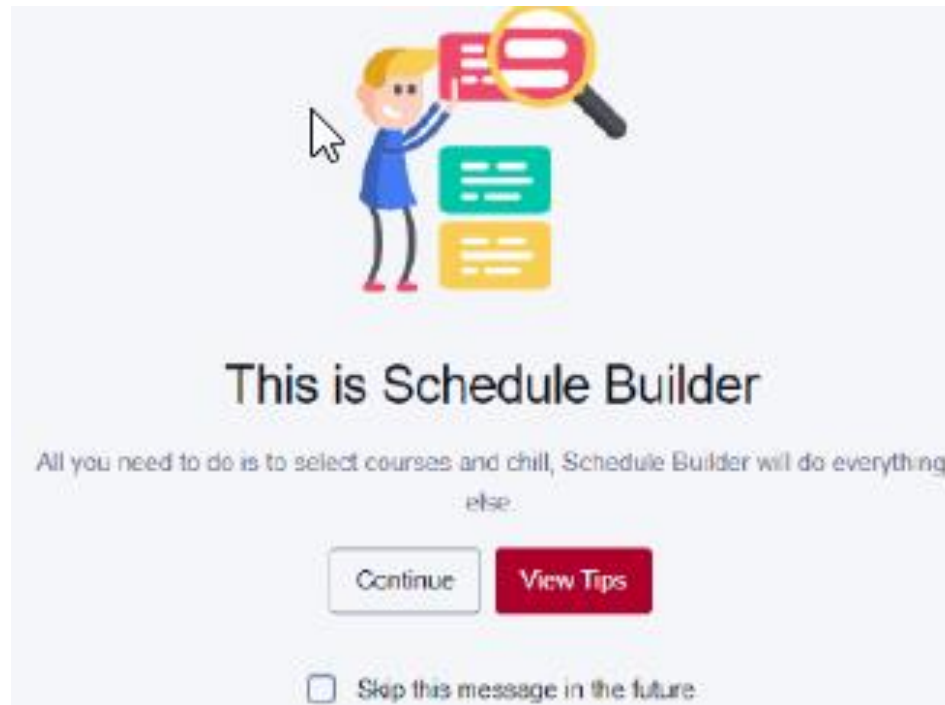 This is Schedule Builder
All you need to do is to select courses and chill, Schedule Builder will do everything
else.
Continue
View Tips
Skip this message in the future